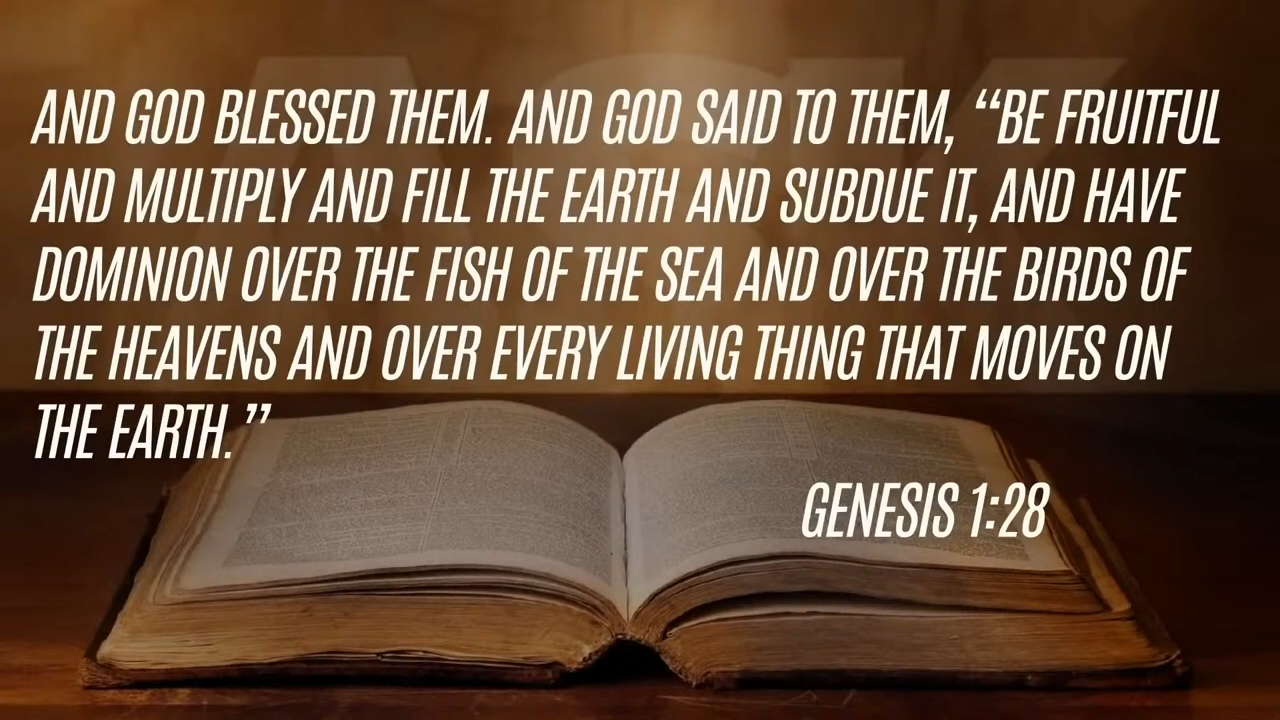 AND GOD BLESSED THEM. AND GOD SAID TO THEM, “BE FRUITFUL
AND MULTIPLY AND FILL THE EARTH AND SUBDUE IT, AND HAVE
DOMINION OVER THE FISH OF THE SEA AND OVER THE BIRDS OF
THE HEAVENS AND OVER EVERY LIVING THING THAT MOVES ON
THE EARTH.”
GENESIS 1:28